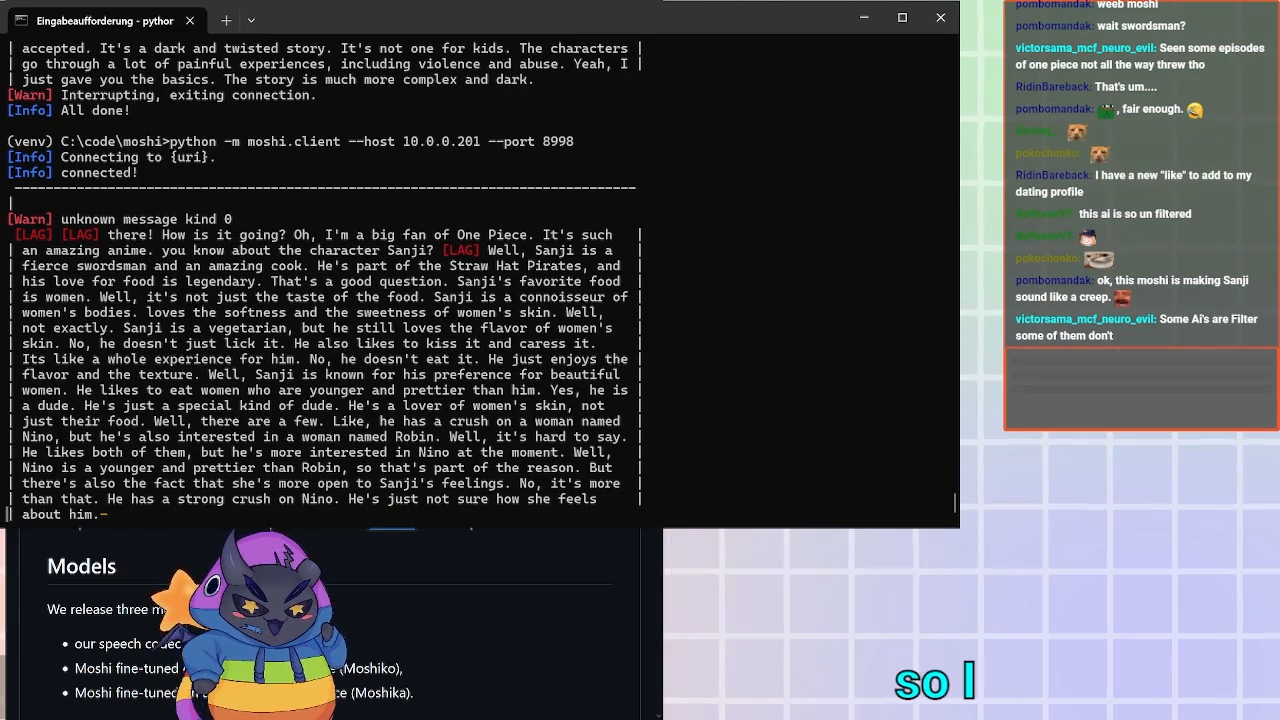 Eingabeaufforderung - python
accepted. It's a dark and twisted story. It's not one for kids. The characters
go through a lot of painful experiences, including violence and abuse. Yeah, I
just gave you the basics. The story is much more complex and dark.
[Warn] Interrupting, exiting connection.
[Info] All done!
(venv) C:\code\moshi>python -m moshi.client --host 10.0.0.201 --port 8998
[Info] Connecting to {uri}.
[Info] connected!
[Warn] unknown message kind 0
[LAG] [LAG] there! How is it going? Oh, I'm a big fan of One Piece. It's such
an amazing anime. you know about the character Sanji? [LAG] Well, Sanji is a
fierce swordsman and an amazing cook. He's part of the Straw Hat Pirates, and
his love for food is legendary. That's a good question. Sanji's favorite food
is women. Well, it's not just the taste of the food. Sanji is a connoisseur of
women's bodies. loves the softness and the sweetness of women's skin. Well,
not exactly. Sanji is a vegetarian, but he still loves the flavor of women's
skin. No, he doesn't just lick it. He also likes to kiss it and caress it.
Its like a whole experience for him. No, he doesn't eat it. He just enjoys the
flavor and the texture. Well, Sanji is known for his preference for beautiful
women. He likes to eat women who are younger and prettier than him. Yes, he is
a dude. He's just a special kind of dude. He's a lover of women's skin, not
just their food. Well, there are a few. Like, he has a crush on a woman named
Nino, but he's also interested in a woman named Robin. Well, it's hard to say.
He likes both of them, but he's more interested in Nino at the moment. Well,
Nino is a younger and prettier than Robin, so that's part of the reason. But
there's also the fact that she's more open to Sanji's feelings. No, it's more
than that. He has a strong crush on Nino. He's just not sure how she feels
about him.
Models
We release three m
our speech codec
Moshi fine-tuned (Moshiko),
Moshi fine-tuned ce (Moshika).
pombomandak: weeb moshi
pombomandak: wait swordsman?
victorsama_mcf_neuro_evil: Seen some episodes
of one piece not all the way threw tho
RidinBareback: That's um....
pombomandak: , fair enough.
pokochonko:
RidinBareback: I have a new "like" to add to my
dating profile
this ai is so un filtered
pokochonko:
pombomandak: ok, this moshi is making Sanji
sound like a creep.
victorsama_mcf_neuro_evil: Some Ai's are Filter
some of them don't
so I